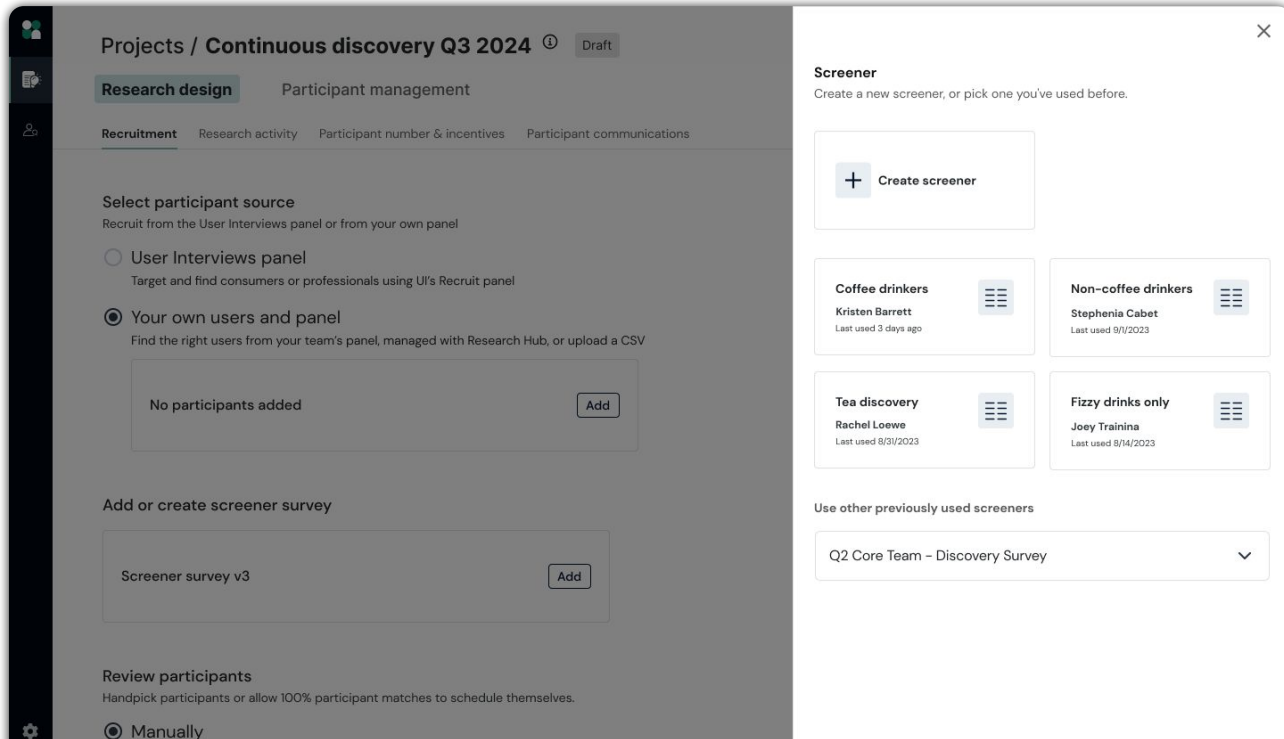 Projects / Continuous discovery Q3 2024 Draft
Research design Participant management
Recruitment Research activity Participant number & incentives Participant communications
Select participant source
Recruit from the User Interviews panel or from your own panel
User Interviews panel
Target and find consumers or professionals using UI's Recruit panel
Your own users and panel
Find the right users from your team's panel, managed with Research Hub, or upload a CSV
No participants added Add
Add or create screener survey
Screener survey v3 Add
Review participants
Handpick participants or allow 100% participant matches to schedule themselves.
Manually
Screener
Create a new screener, or pick one you've used before.
Create screener
Coffee drinkers
Kristen Barrett
Last used 3 days ago
Non-coffee drinkers
Stephenia Cabet
Last used 9/1/2023
Tea discovery
Rachel Loewe
Last used 8/31/2023
Fizzy drinks only
Joey Trainina
Last used 8/14/2023
Use other previously used screeners
Q2 Core Team - Discovery Survey